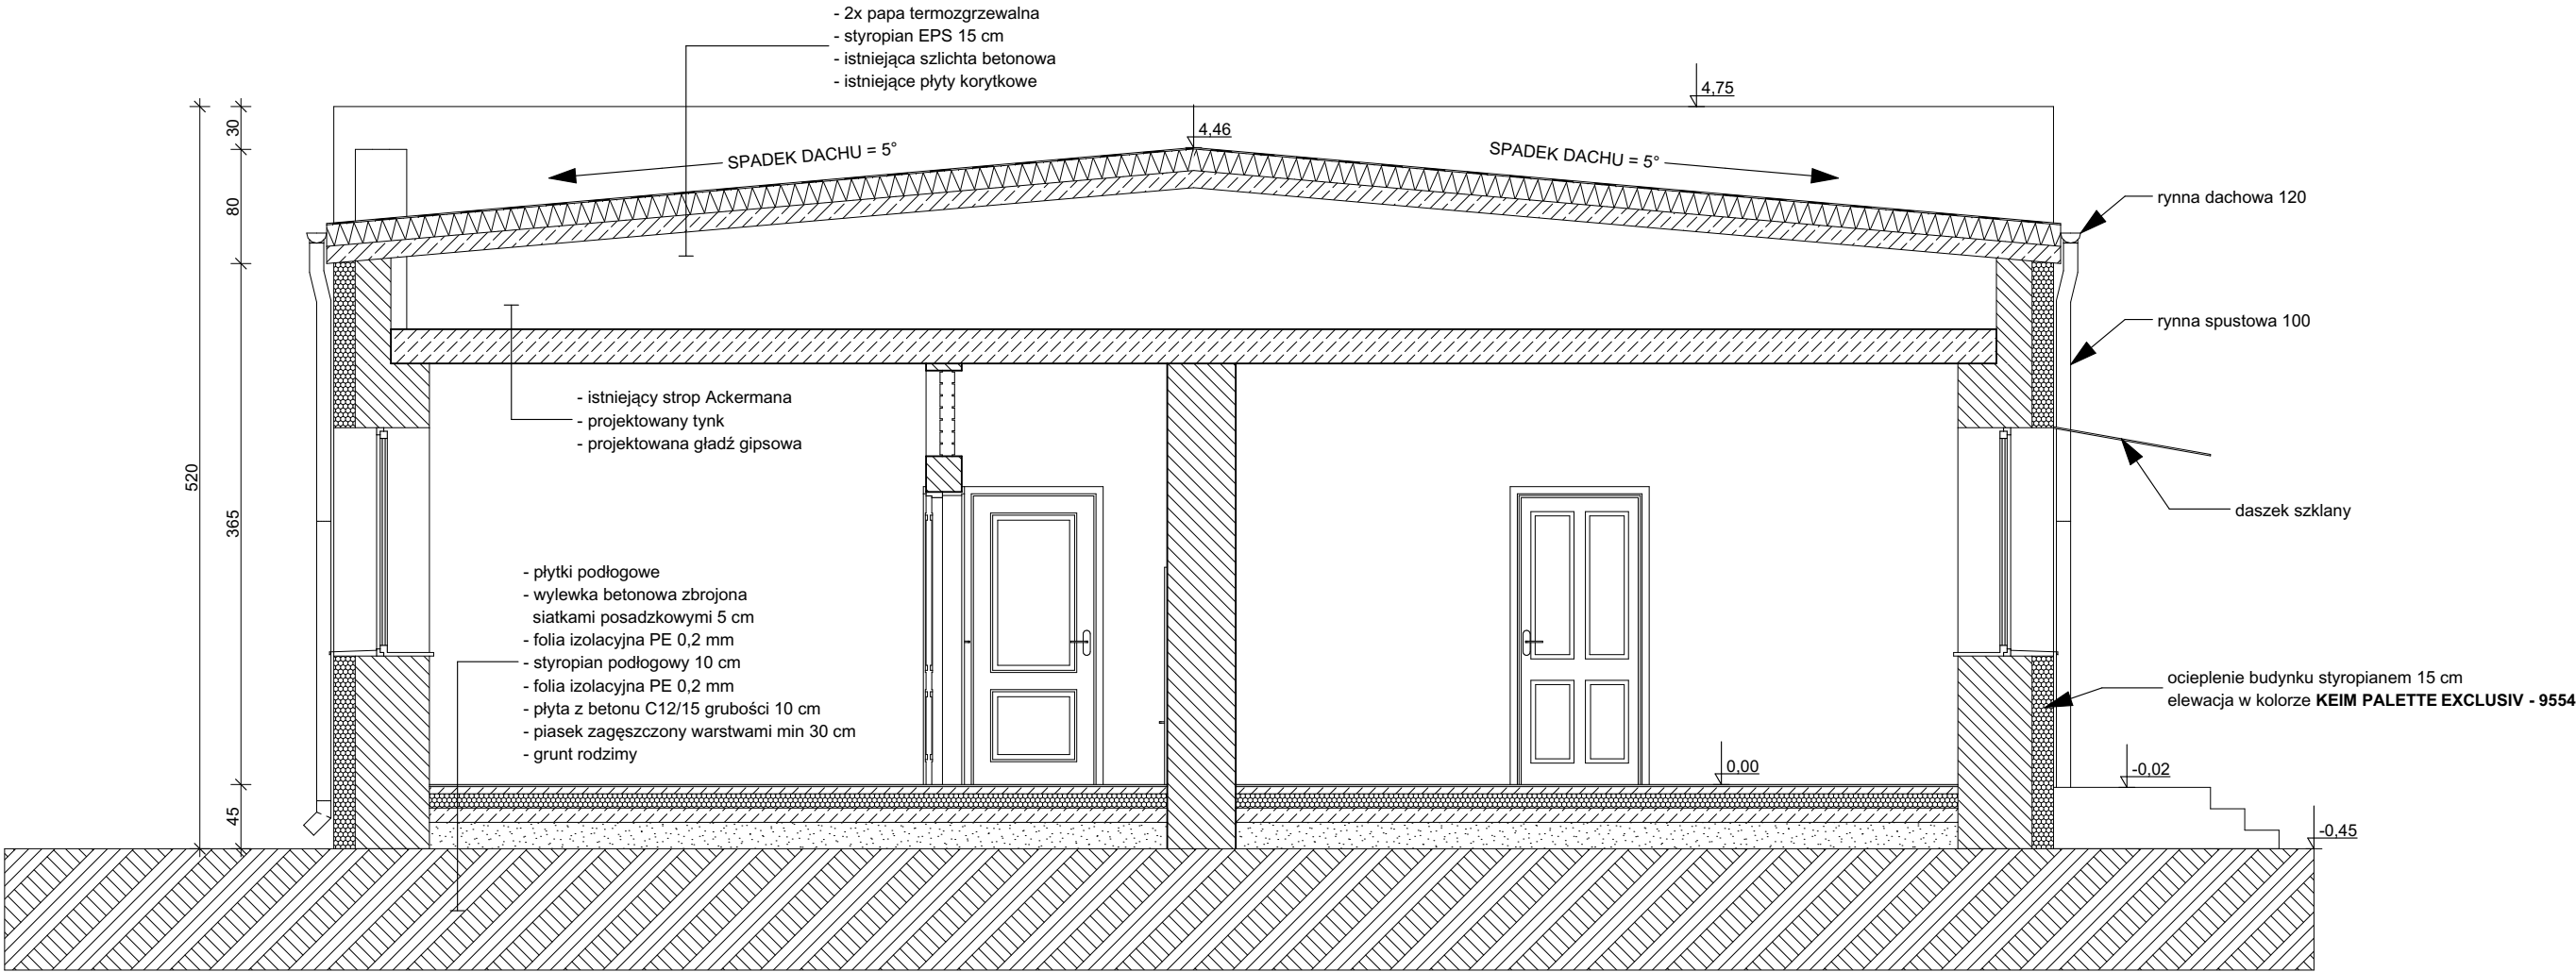 - 2x papa termozgrzewalna
- styropian EPS 15 cm
- istniejąca szlichta betonowa
- istniejące płyty korytkowe
4,75
30
4,46
SPADEK DACHU = 5°
SPADEK DACHU = 5°
80
rynna dachowa 120
rynna spustowa 100
- istniejący strop Ackermana
- projektowany tynk
- projektowana gładź gipsowa
520
365
daszek szklany
- płytki podłogowe
- wylewka betonowa zbrojona
siatkami posadzkowymi 5 cm
- folia izolacyjna PE 0,2 mm
- styropian podłogowy 10 cm
- folia izolacyjna PE 0,2 mm
- płyta z betonu C12/15 grubości 10 cm
- piasek zagęszczony warstwami min 30 cm
- grunt rodzimy
ocieplenie budynku styropianem 15 cm
elewacja w kolorze KEIM PALETTE EXCLUSIV - 9554
0,00
-0,02
45
-0,45